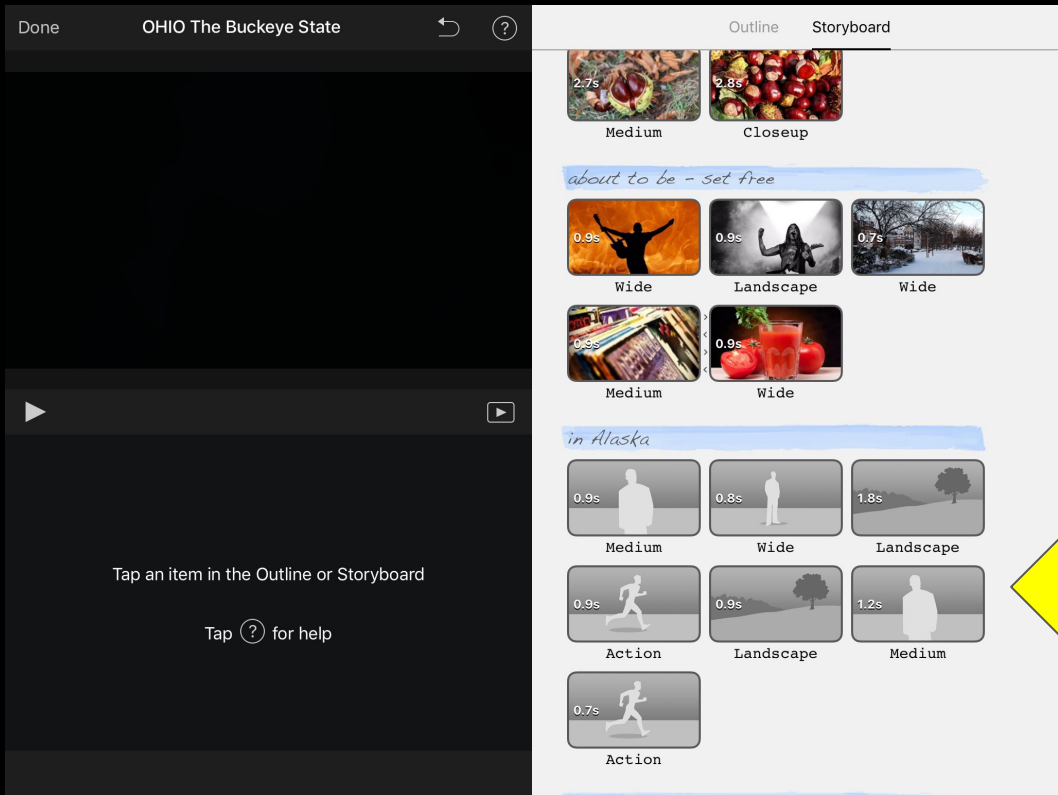 Done OHIO The Buckeye State ?
Tap an item in the Outline or Storyboard
Tap ? for help
Outline Storyboard
2.7s 2.8s
Medium Closeup
about to be - set free
0.9s 0.9s 0.7s
Wide Landscape Wide
0.9s 0.9s
Medium Wide
in Alaska
0.9s 0.8s 1.8s
Medium Wide Landscape
0.9s 0.9s 1.2s
Action Landscape Medium
0.7s
Action